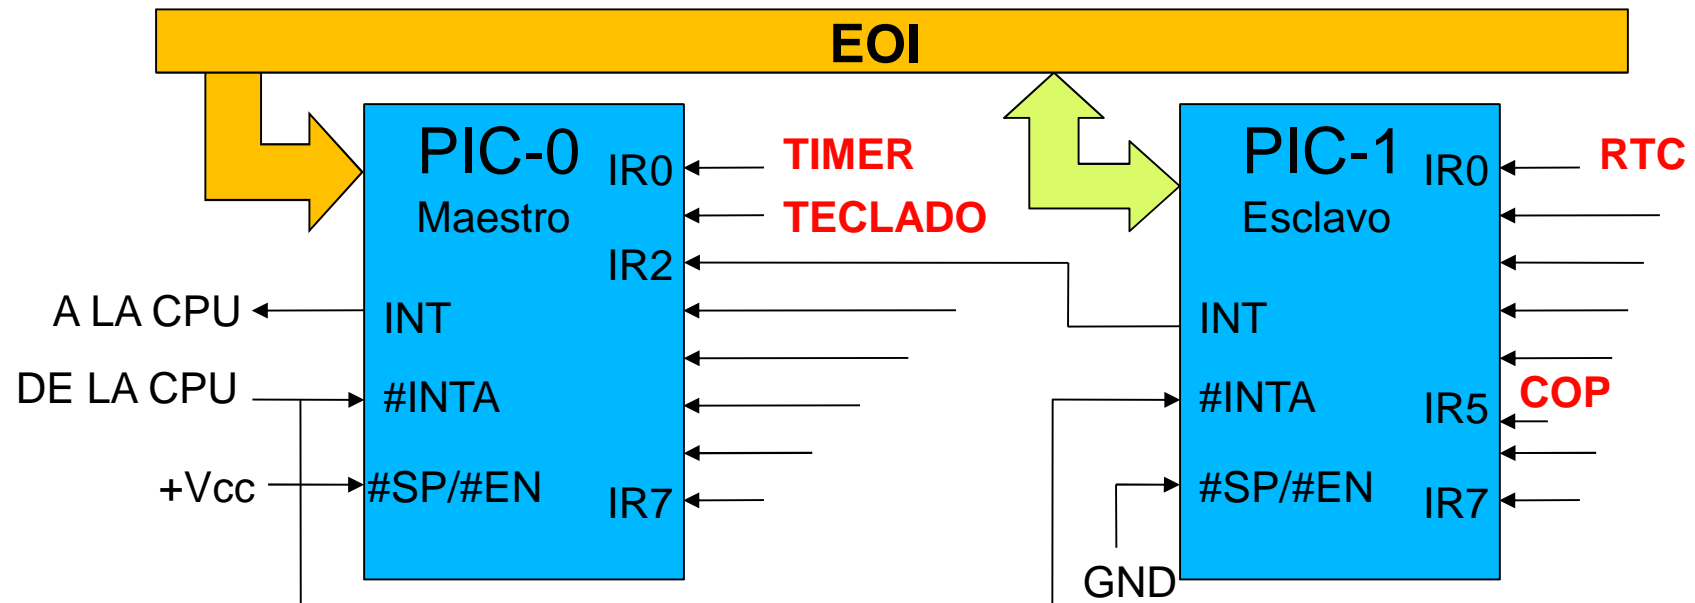 EOI
PIC-0
Maestro
IR0
TIMER
TECLADO
IR2
A LA CPU
INT
DE LA CPU
#INTA
+Vcc
#SP/#EN
IR7
PIC-1
Esclavo
IR0
RTC
INT
#INTA
COP
IR5
#SP/#EN
IR7
GND